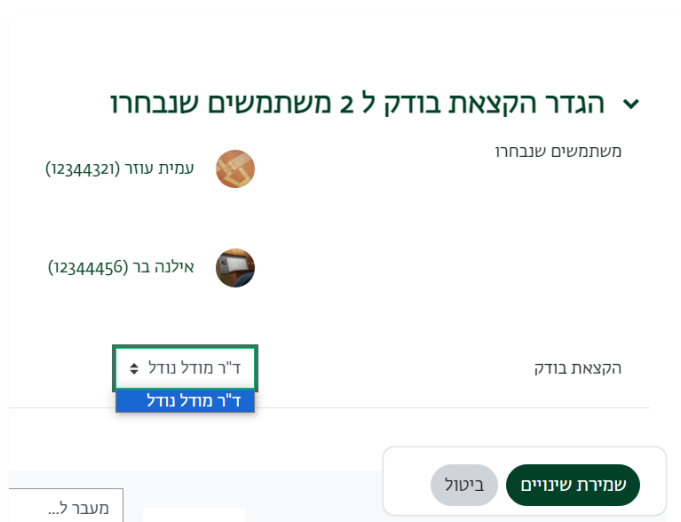 הגדר הקצאת בודק ל 2 משתמשים שנבחרו
משתמשים שנבחרו
עמית עוזר (12344321)
אילנה בר (12344456)
הקצאת בודק
ד"ר מודל נודל
ד"ר מודל נודל
שמירת שינויים
ביטול
מעבר ל...